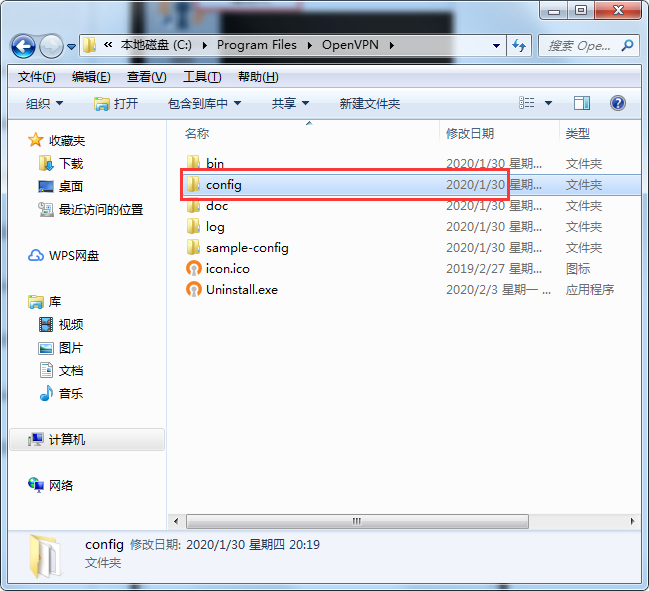 « 本地磁盘 (C:) Program Files OpenVPN
搜索 Ope...
文件(F) 编辑(E) 查看(V) 工具(T) 帮助(H)
组织 打开 包含到库中 共享 新建文件夹
收藏夹
下载
桌面
最近访问的位置
WPS网盘
库
视频
图片
文档
音乐
计算机
网络
名称 修改日期 类型
bin 2020/1/30 星期... 文件夹
config 2020/1/30 星期... 文件夹
doc 2020/1/30 星期... 文件夹
log 2020/1/30 星期... 文件夹
sample-config 2020/1/30 星期... 文件夹
icon.ico 2019/2/27 星期... 图标
Uninstall.exe 2020/2/3 星期一 ... 应用程序
config 修改日期: 2020/1/30 星期四 20:19
文件夹